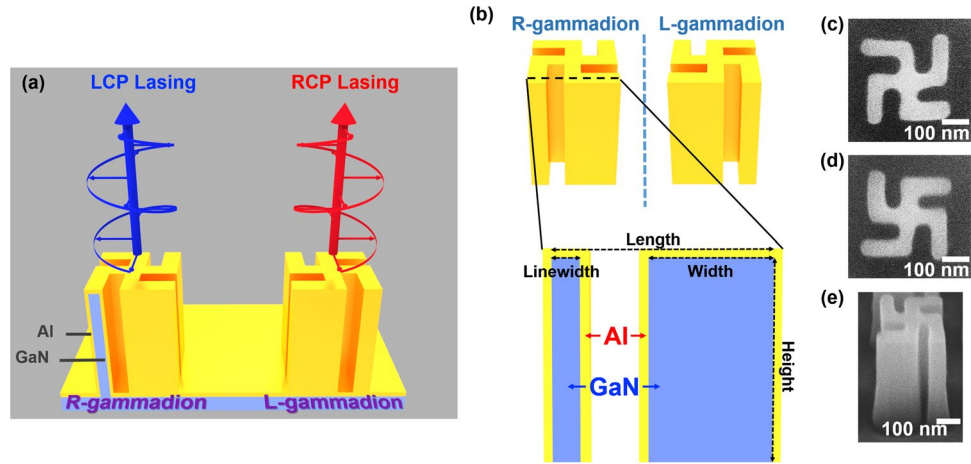 (a)
LCP Lasing
RCP Lasing
Al
GaN
R-gammadion
L-gammadion
(b)
R-gammadion
L-gammadion
Length
Linewidth
Width
Al
GaN
Height
(c)
100 nm
(d)
100 nm
(e)
100 nm